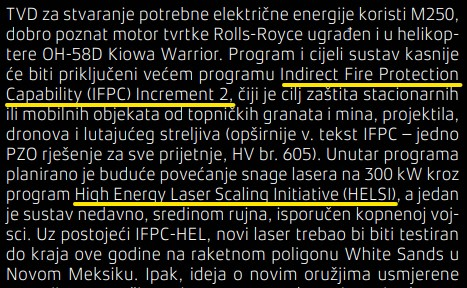 TVD za stvaranje potrebne električne energije koristi M250,
dobro poznat motor tvrtke Rolls-Royce ugrađen i u helikop-
tere OH-58D Kiowa Warrior. Program i cijeli sustav kasnije
će biti priključeni većem programu Indirect Fire Protection
Capability (IFPC) Increment 2, čiji je cilj zaštita stacionarnih
ili mobilnih objekata od topničkih granata i mina, projektila,
dronova i lutajućeg streljiva (opširnije v. tekst IFPC – jedno
PZO rješenje za sve prijetnje, HV br. 605). Unutar programa
planirano je buduće povećanje snage lasera na 300 kW kroz
program High Energy Laser Scaling Initiative (HELSI), a jedan
je sustav nedavno, sredinom rujna, isporučen kopnenoj voj-
sci. Uz postojeći IFPC-HEL, novi laser trebao bi biti testiran
do kraja ove godine na raketnom poligonu White Sands u
Novom Meksiku. Ipak, ideja o novim oružjima usmjerene